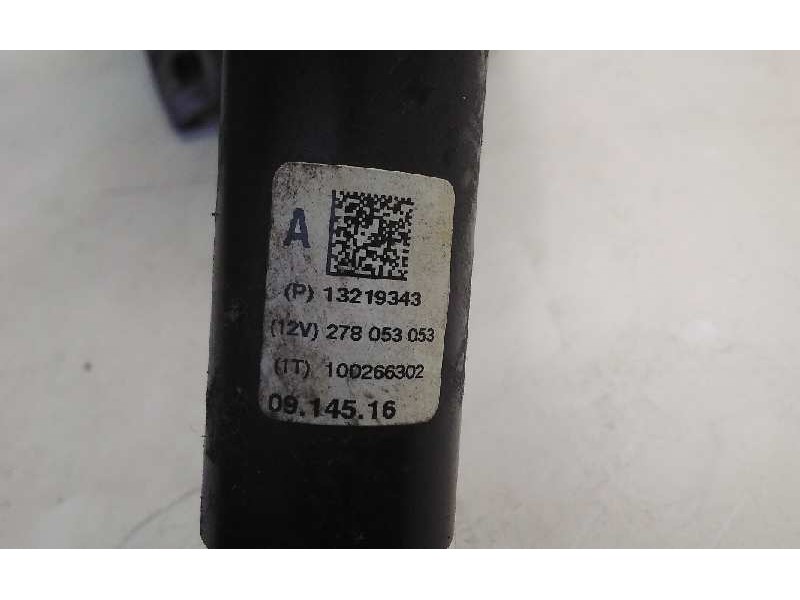 A
(P) 13219343
(12V) 278 053 053
(1T) 100266302
09.145.16